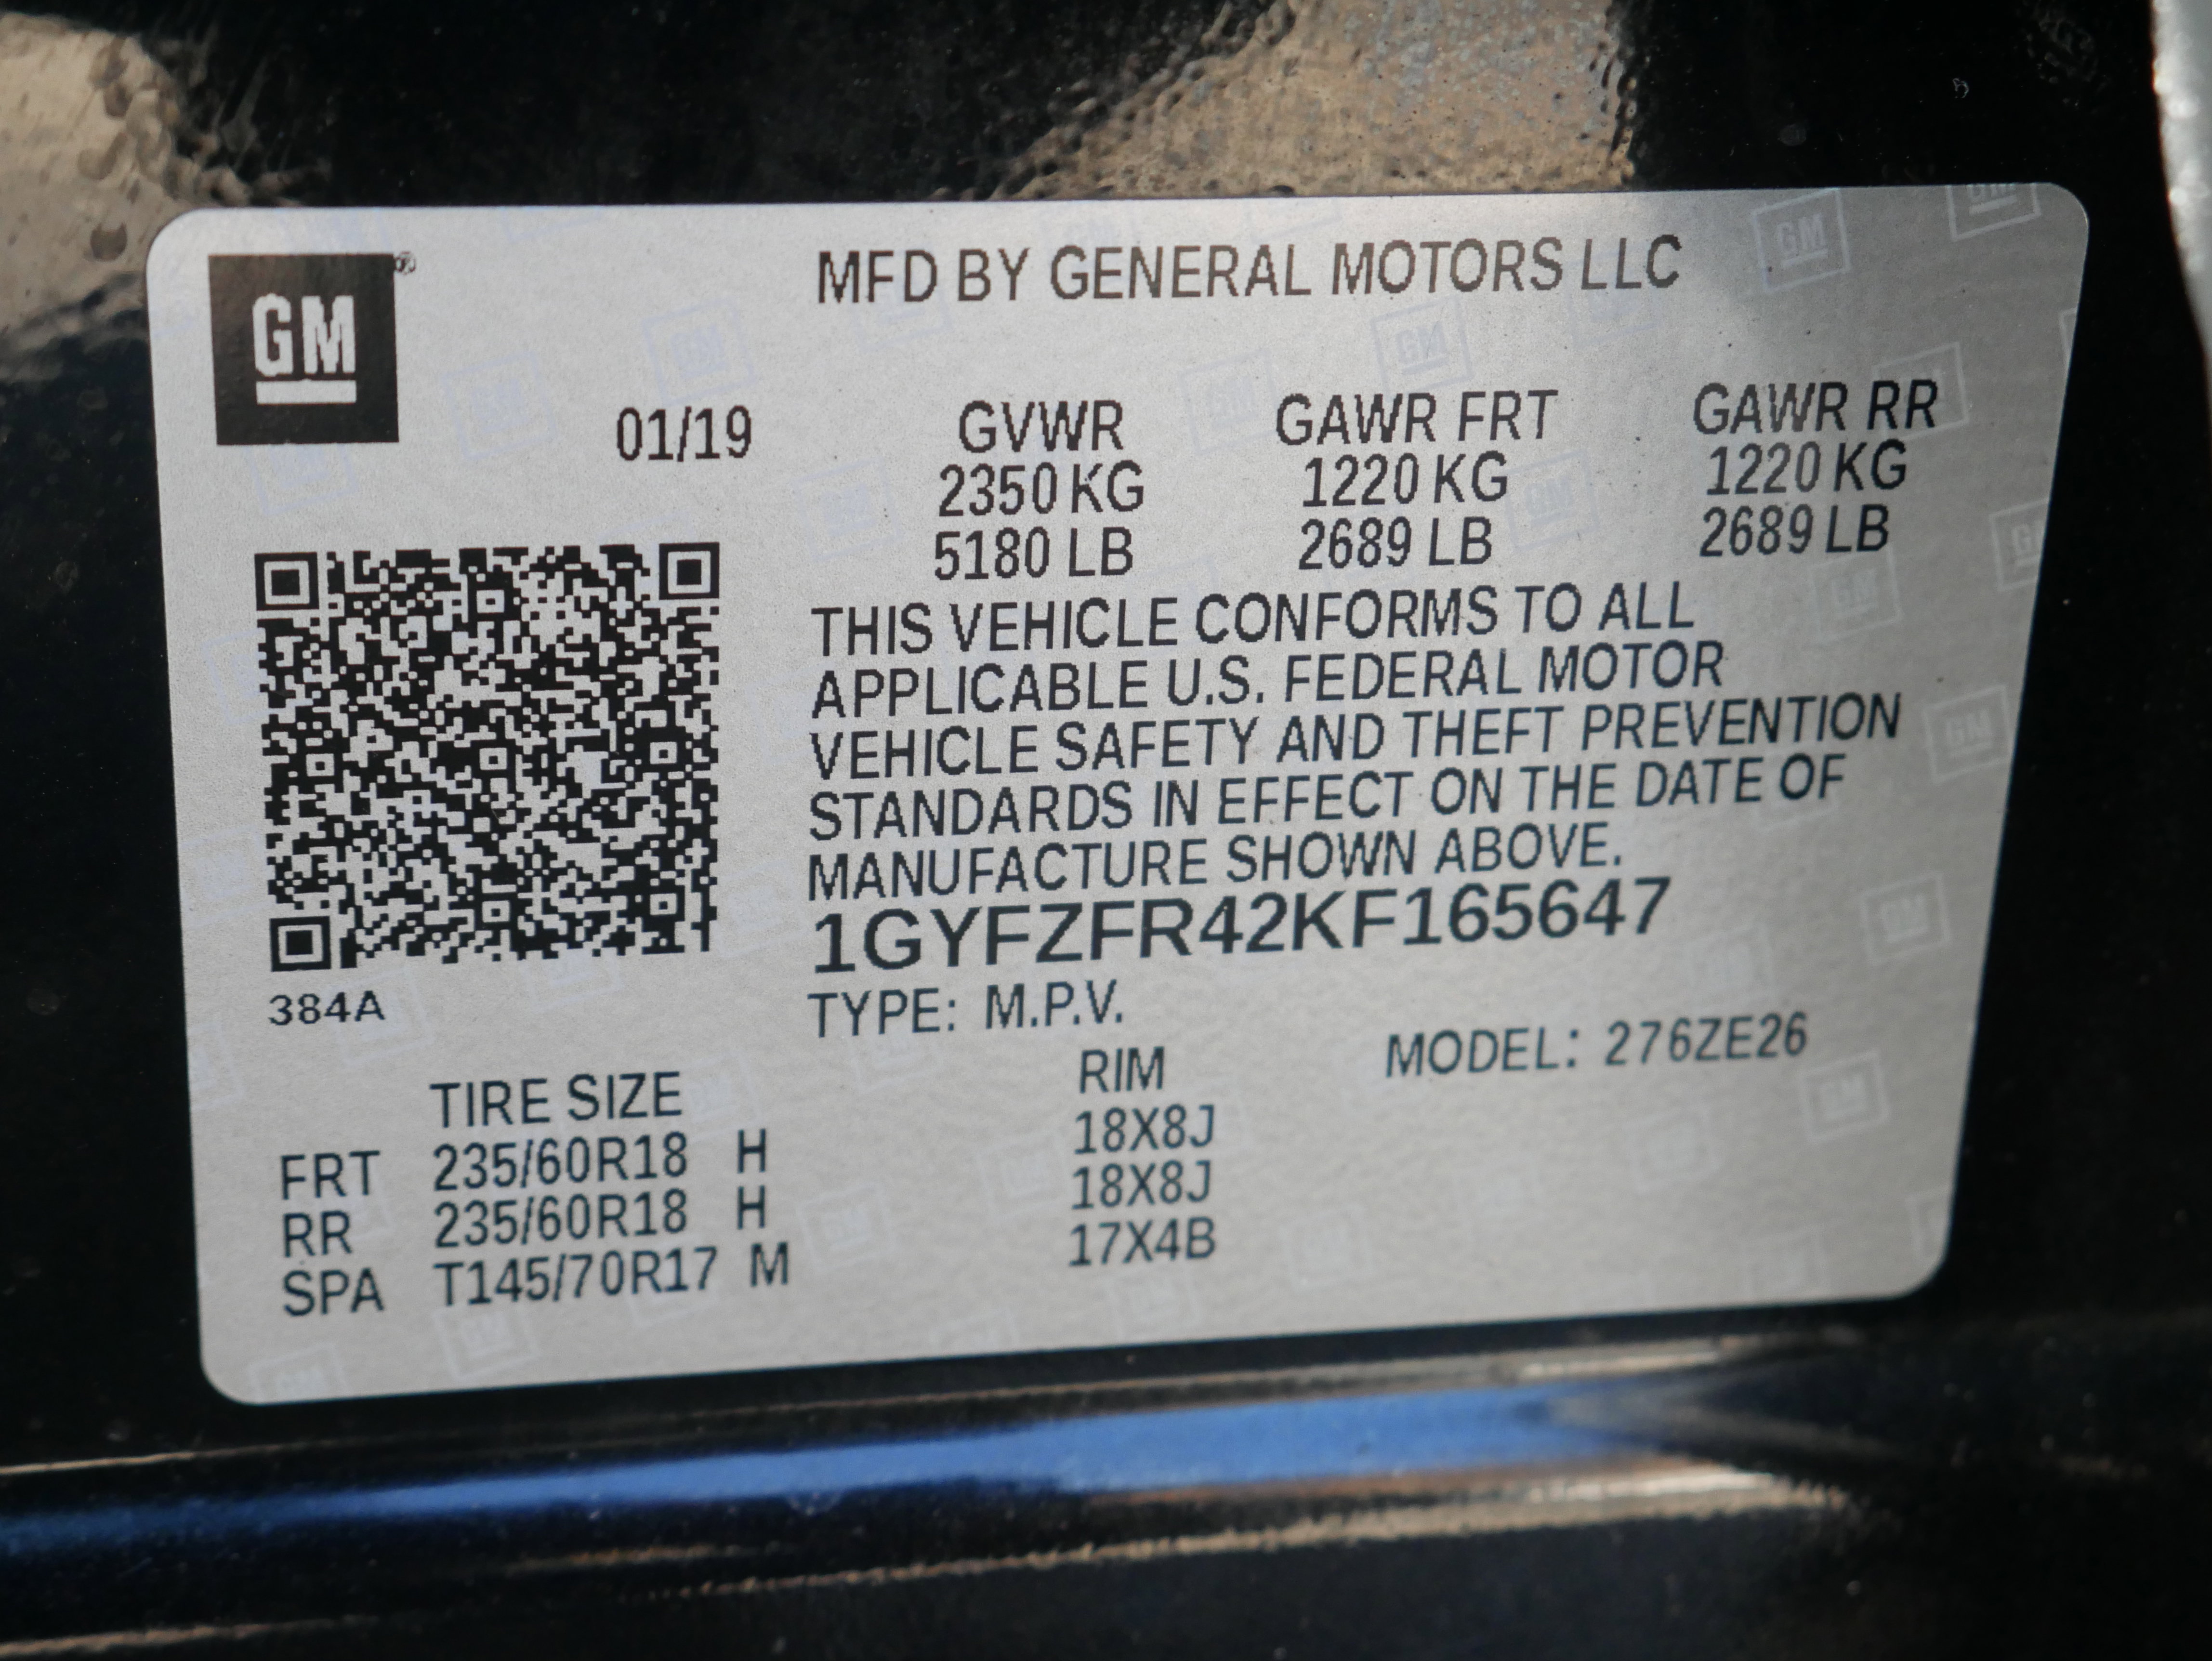 GM®
MFD BY GENERAL MOTORS LLC
01/19
GVWR GAWR FRT GAWR RR
2350 KG 1220 KG 1220 KG
5180 LB 2689 LB 2689 LB
THIS VEHICLE CONFORMS TO ALL
APPLICABLE U.S. FEDERAL MOTOR
VEHICLE SAFETY AND THEFT PREVENTION
STANDARDS IN EFFECT ON THE DATE OF
MANUFACTURE SHOWN ABOVE.
1GYFZFR42KF165647
384A
TYPE: M.P.V.
MODEL: 276ZE26
TIRE SIZE RIM
FRT 235/60R18 H 18X8J
RR 235/60R18 H 18X8J
SPA T145/70R17 M 17X4B